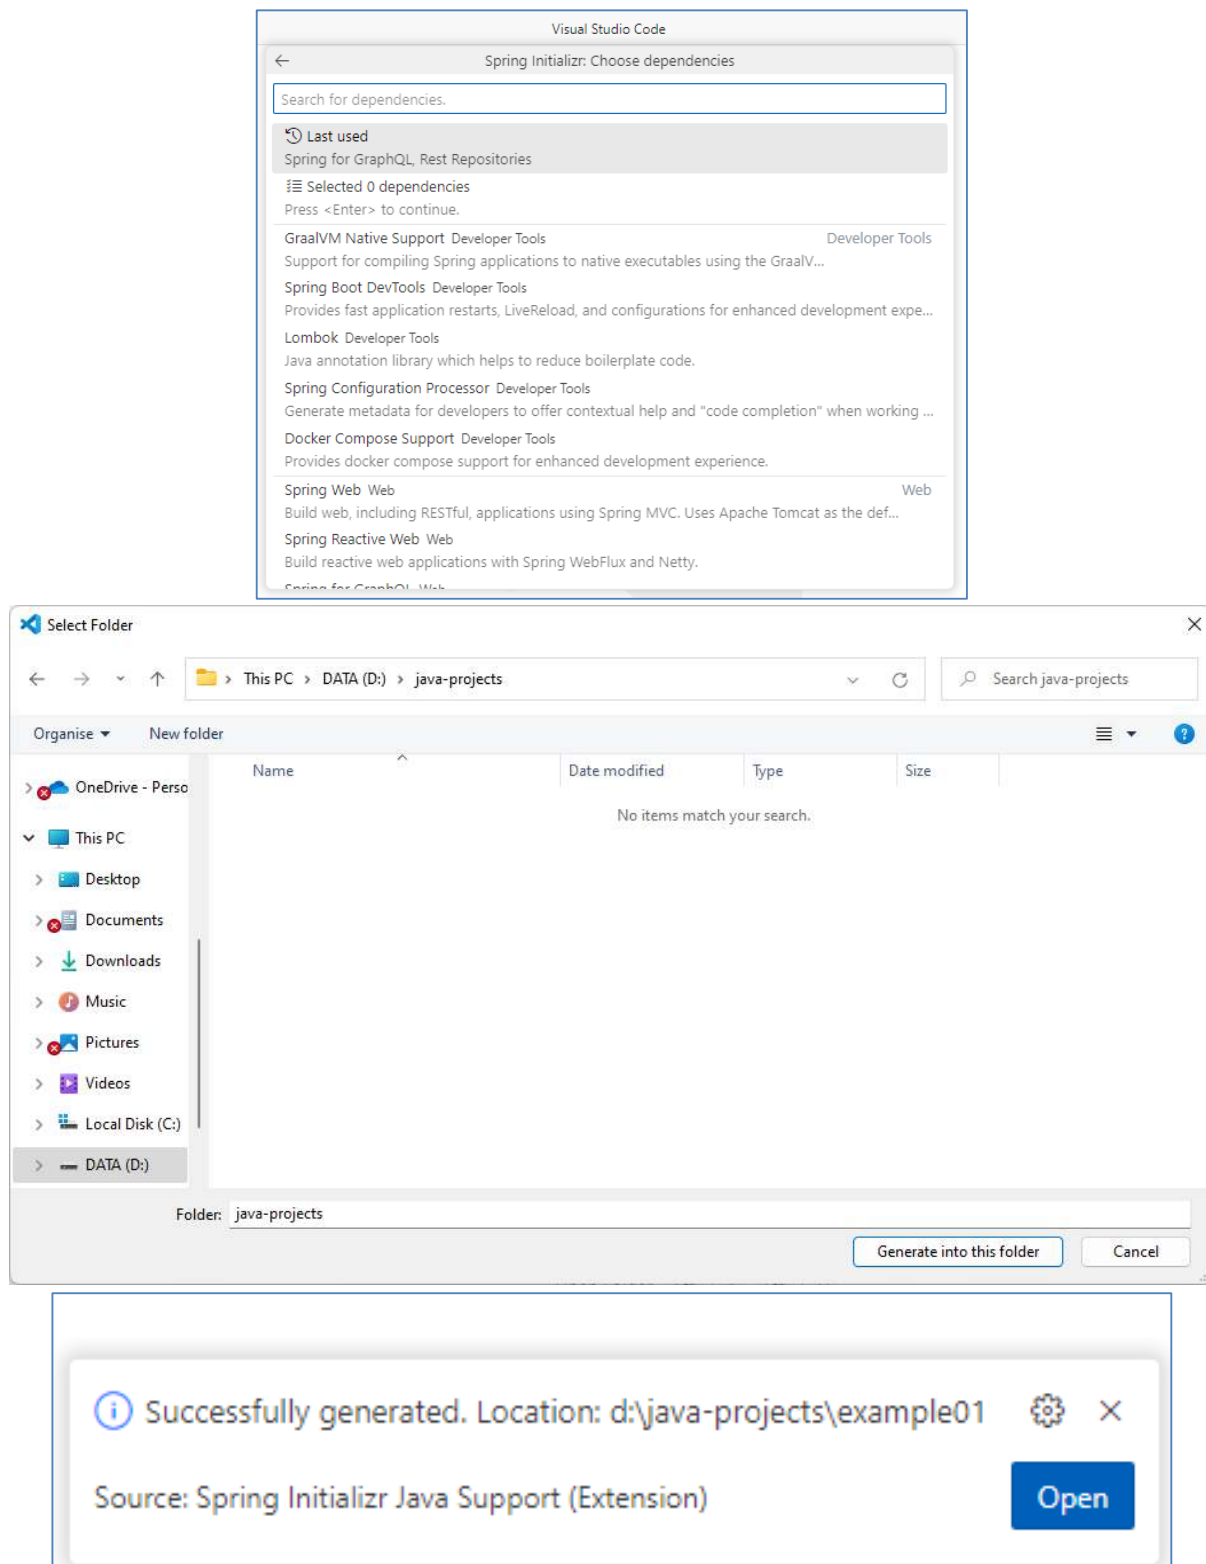 Visual Studio Code
Spring Initializr: Choose dependencies
Search for dependencies.
Last used
Spring for GraphQL, Rest Repositories
Selected 0 dependencies
Press <Enter> to continue.
GraalVM Native Support Developer Tools Developer Tools
Support for compiling Spring applications to native executables using the GraalV...
Spring Boot DevTools Developer Tools
Provides fast application restarts, LiveReload, and configurations for enhanced development expe...
Lombok Developer Tools
Java annotation library which helps to reduce boilerplate code.
Spring Configuration Processor Developer Tools
Generate metadata for developers to offer contextual help and "code completion" when working ...
Docker Compose Support Developer Tools
Provides docker compose support for enhanced development experience.
Spring Web Web Web
Build web, including RESTful, applications using Spring MVC. Uses Apache Tomcat as the def...
Spring Reactive Web Web
Build reactive web applications with Spring WebFlux and Netty.
Spring for GraphQL Web
Select Folder
This PC > DATA (D:) > java-projects
Search java-projects
Organise New folder
Name Date modified Type Size
No items match your search.
OneDrive - Perso
This PC
Desktop
Documents
Downloads
Music
Pictures
Videos
Local Disk (C:)
DATA (D:)
Folder: java-projects
Generate into this folder Cancel
Successfully generated. Location: d:\java-projects\example01
Source: Spring Initializr Java Support (Extension)
Open